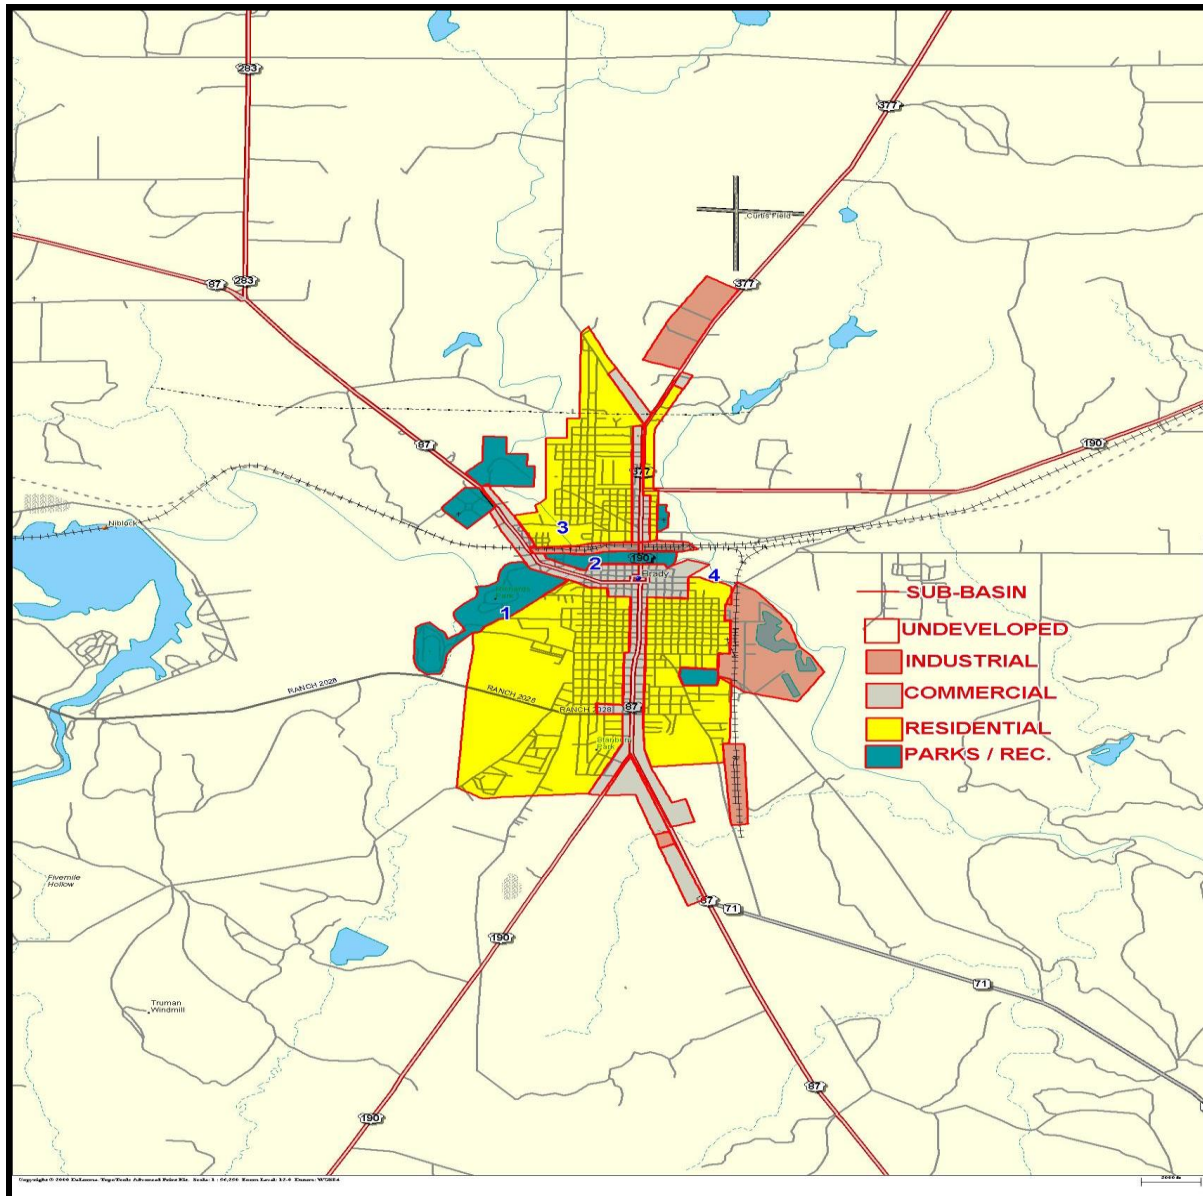 283
377
Curtis Field
87
283
377
87
190
377
Niblock
3
190
2
Brady
4
1
SUB-BASIN
UNDEVELOPED
INDUSTRIAL
COMMERCIAL
RESIDENTIAL
PARKS / REC.
RANCH 2028
RANCH 2028
RANCH 2028
87
Fivemile
Hollow
87
71
190
71
Truman
Windmill
87
190